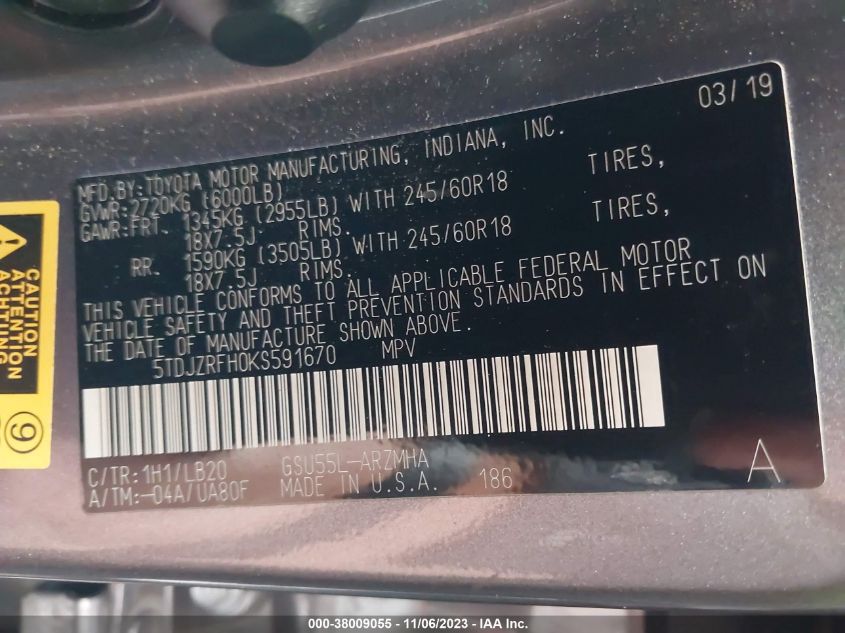 03/19
MFD.BY:TOYOTA MOTOR MANUFACTURING, INDIANA, INC.
GVWR:2720KG (6000LB)
GAWR:FRT. 1345KG (2955LB) WITH 245/60R18 TIRES,
18X7.5J RIMS.
RR. 1590KG (3505LB) WITH 245/60R18 TIRES,
18X7.5J RIMS.
THIS VEHICLE CONFORMS TO ALL APPLICABLE FEDERAL MOTOR
VEHICLE SAFETY AND THEFT PREVENTION STANDARDS IN EFFECT ON
THE DATE OF MANUFACTURE SHOWN ABOVE.
5TDJZRFH0KS591670 MPV
C/TR:1H1/LB20 GSU55L-ARZMHA
A/TM:-04A/UA80F MADE IN U.S.A. 186
A
CAUTION
ATTENTION
ACHTUNG
9
000-38009055 - 11/06/2023 - © IAA Inc.